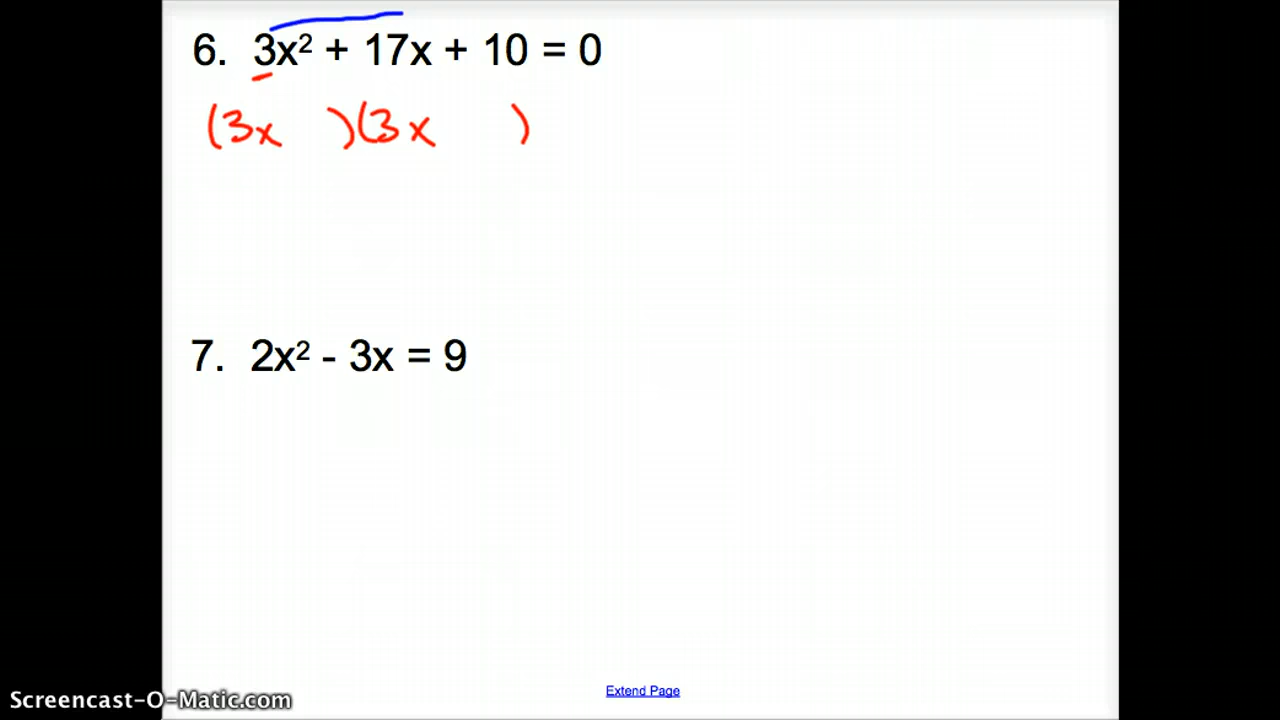 6. 3x² + 17x + 10 = 0
(3x )(3x )
7. 2x² - 3x = 9
Extend Page
Screencast-O-Matic.com